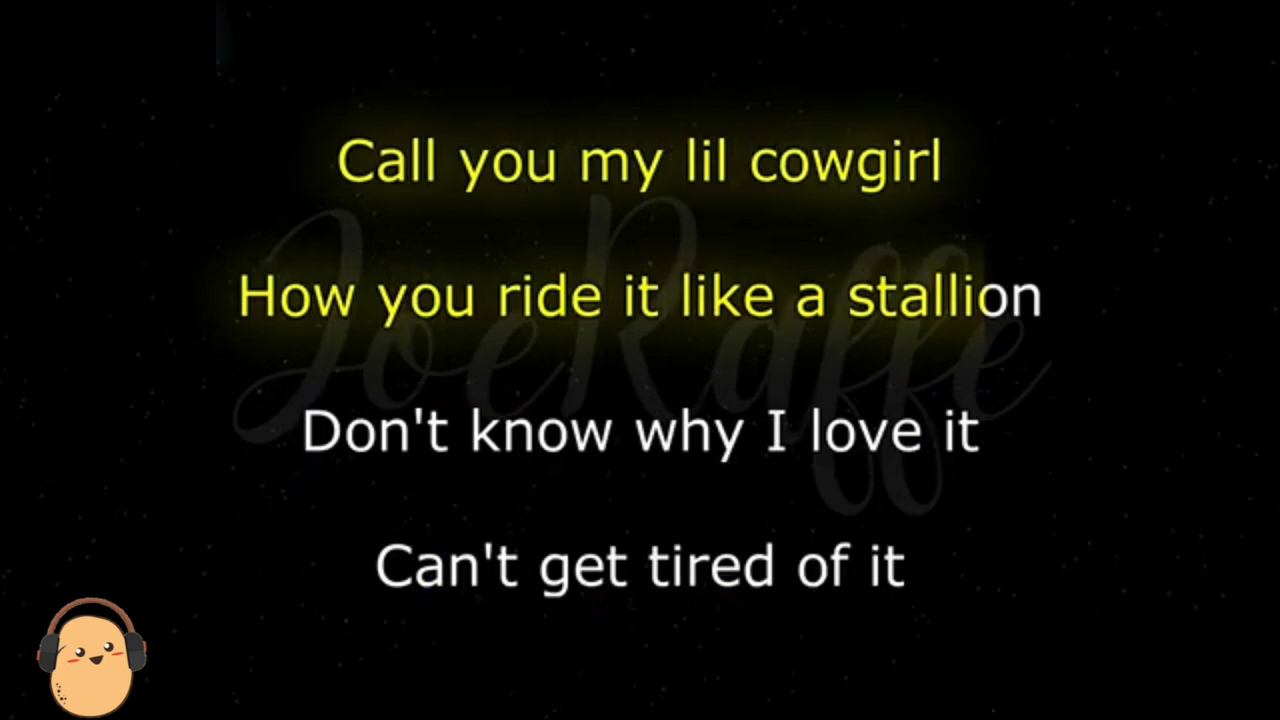 Call you my lil cowgirl
How you ride it like a stallion
JoeRaffe
Don't know why I love it
Can't get tired of it